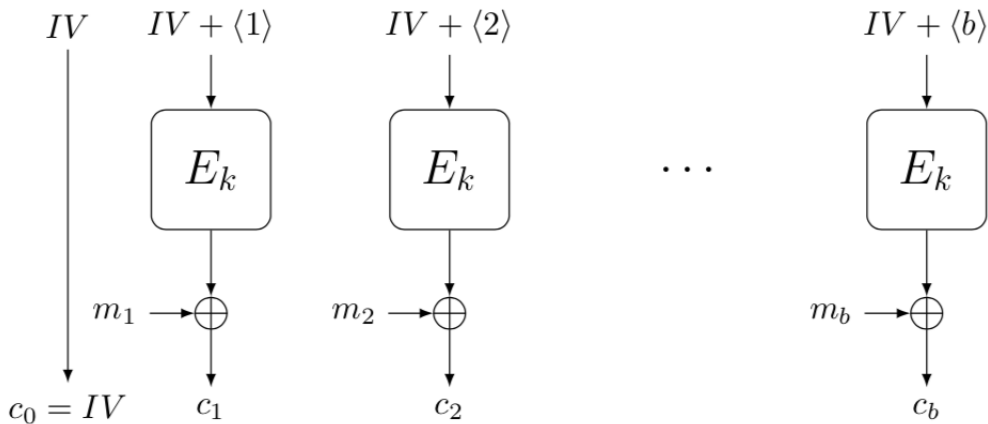 IV IV + ⟨1⟩ IV + ⟨2⟩ IV + ⟨b⟩
E_k E_k ··· E_k
m_1 m_2 m_b
c_0 = IV c_1 c_2 c_b